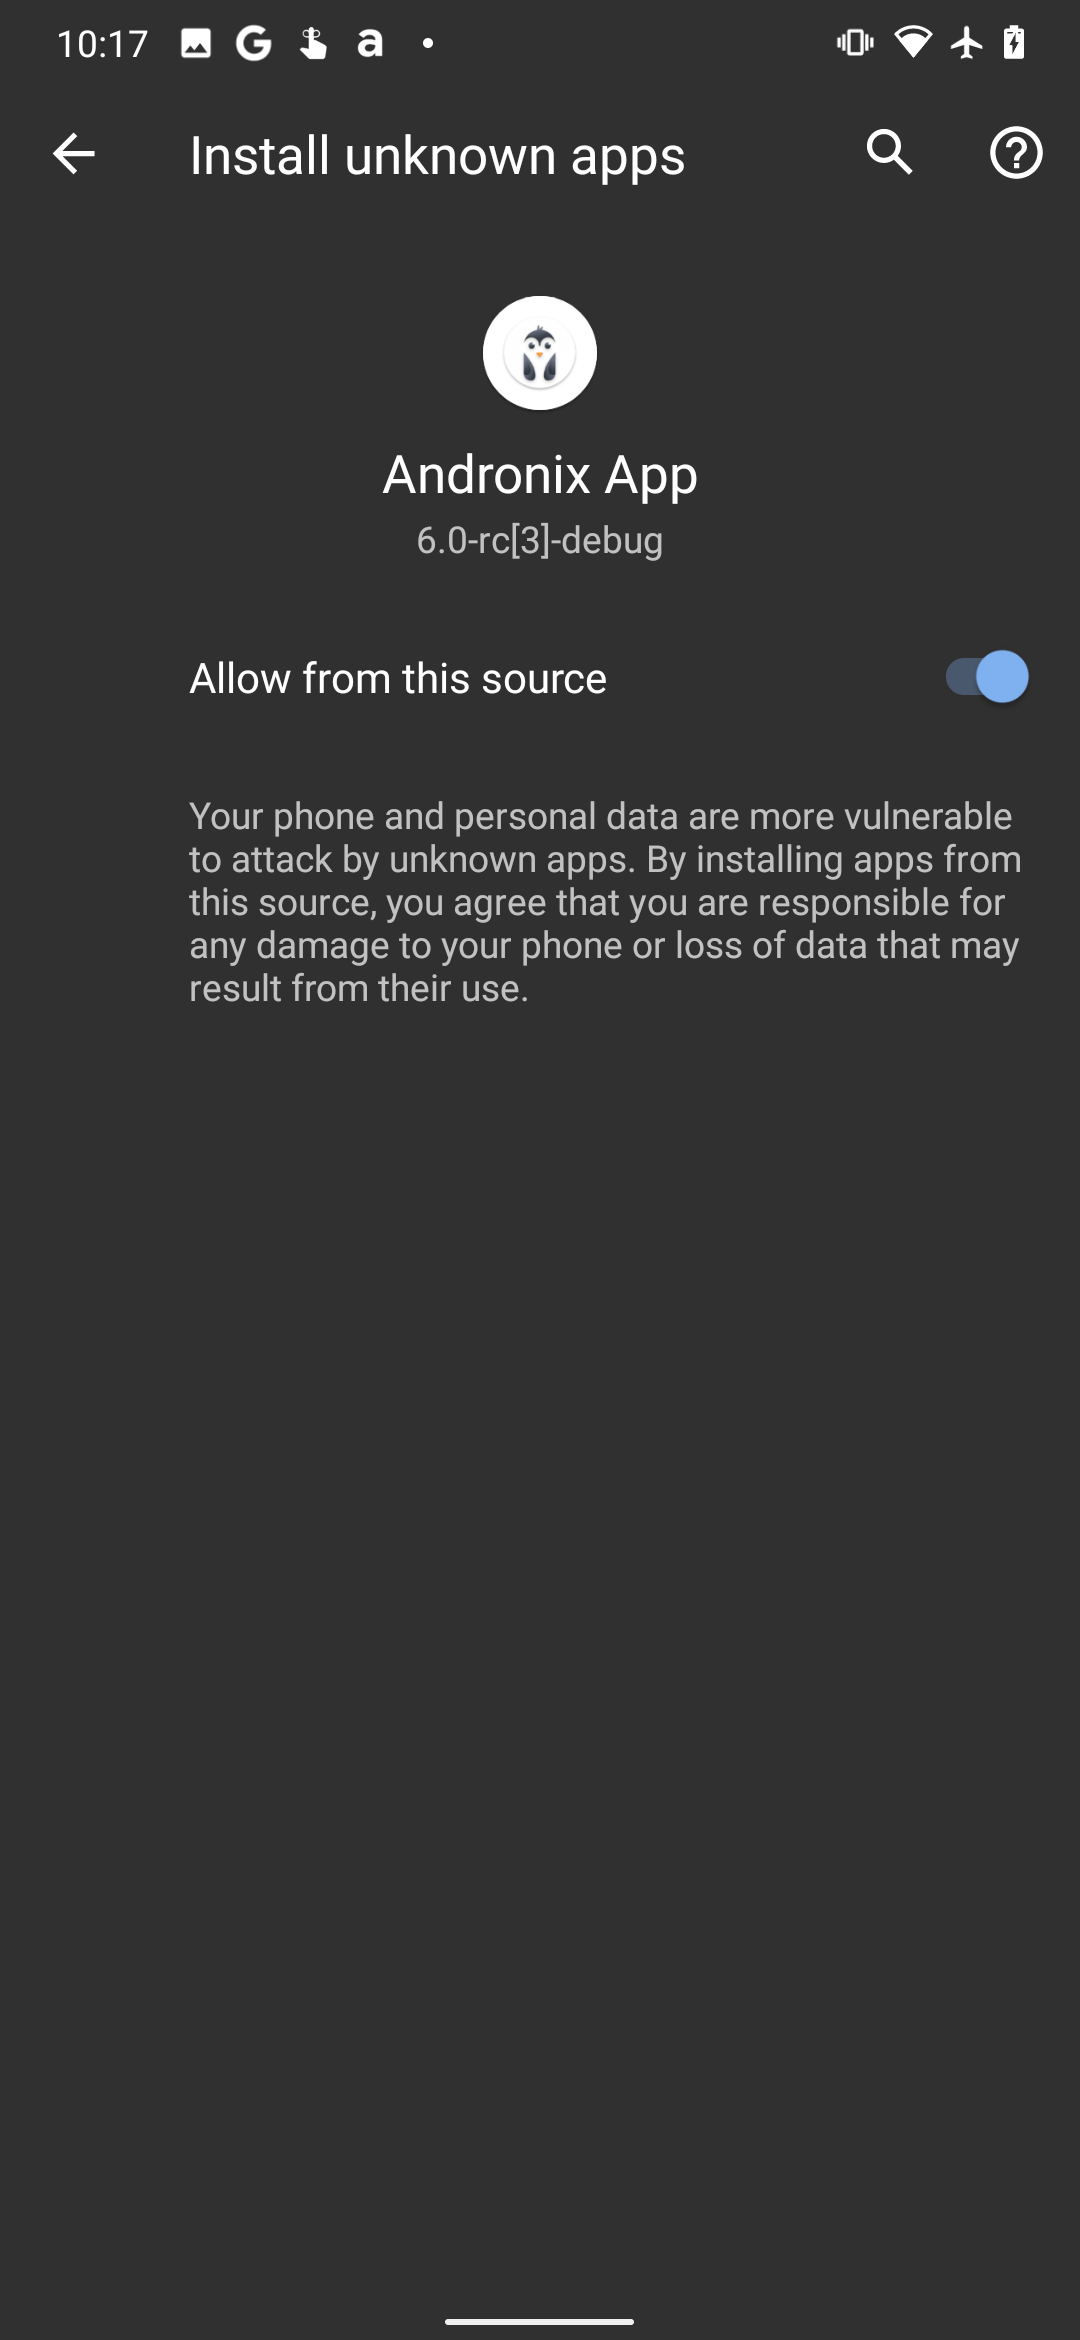 10:17
Install unknown apps
Andronix App
6.0-rc[3]-debug
Allow from this source
Your phone and personal data are more vulnerable
to attack by unknown apps. By installing apps from
this source, you agree that you are responsible for
any damage to your phone or loss of data that may
result from their use.